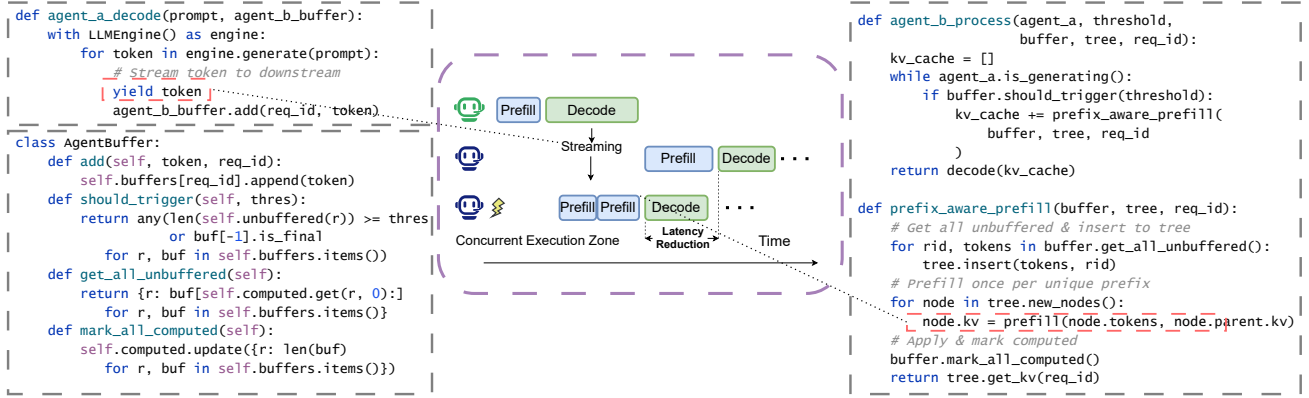 def agent_a_decode(prompt, agent_b_buffer):
    with LLMEngine() as engine:
        for token in engine.generate(prompt):
            # Stream token to downstream
            yield token
            agent_b_buffer.add(req_id, token)
class AgentBuffer:
    def add(self, token, req_id):
        self.buffers[req_id].append(token)
    def should_trigger(self, thres):
        return any(len(self.unbuffered(r)) >= thres
                   or buf[-1].is_final
            for r, buf in self.buffers.items())
    def get_all_unbuffered(self):
        return {r: buf[self.computed.get(r, 0):]
            for r, buf in self.buffers.items()}
    def mark_all_computed(self):
        self.computed.update({r: len(buf)
            for r, buf in self.buffers.items()})
Prefill Decode
Streaming
Prefill Decode ...
Prefill Prefill Decode ...
Latency
Reduction
Concurrent Execution Zone Time
def agent_b_process(agent_a, threshold,
                    buffer, tree, req_id):
    kv_cache = []
    while agent_a.is_generating():
        if buffer.should_trigger(threshold):
            kv_cache += prefix_aware_prefill(
                buffer, tree, req_id
            )
    return decode(kv_cache)
def prefix_aware_prefill(buffer, tree, req_id):
    # Get all unbuffered & insert to tree
    for rid, tokens in buffer.get_all_unbuffered():
        tree.insert(tokens, rid)
    # Prefill once per unique prefix
    for node in tree.new_nodes():
        node.kv = prefill(node.tokens, node.parent.kv)
    # Apply & mark computed
    buffer.mark_all_computed()
    return tree.get_kv(req_id)